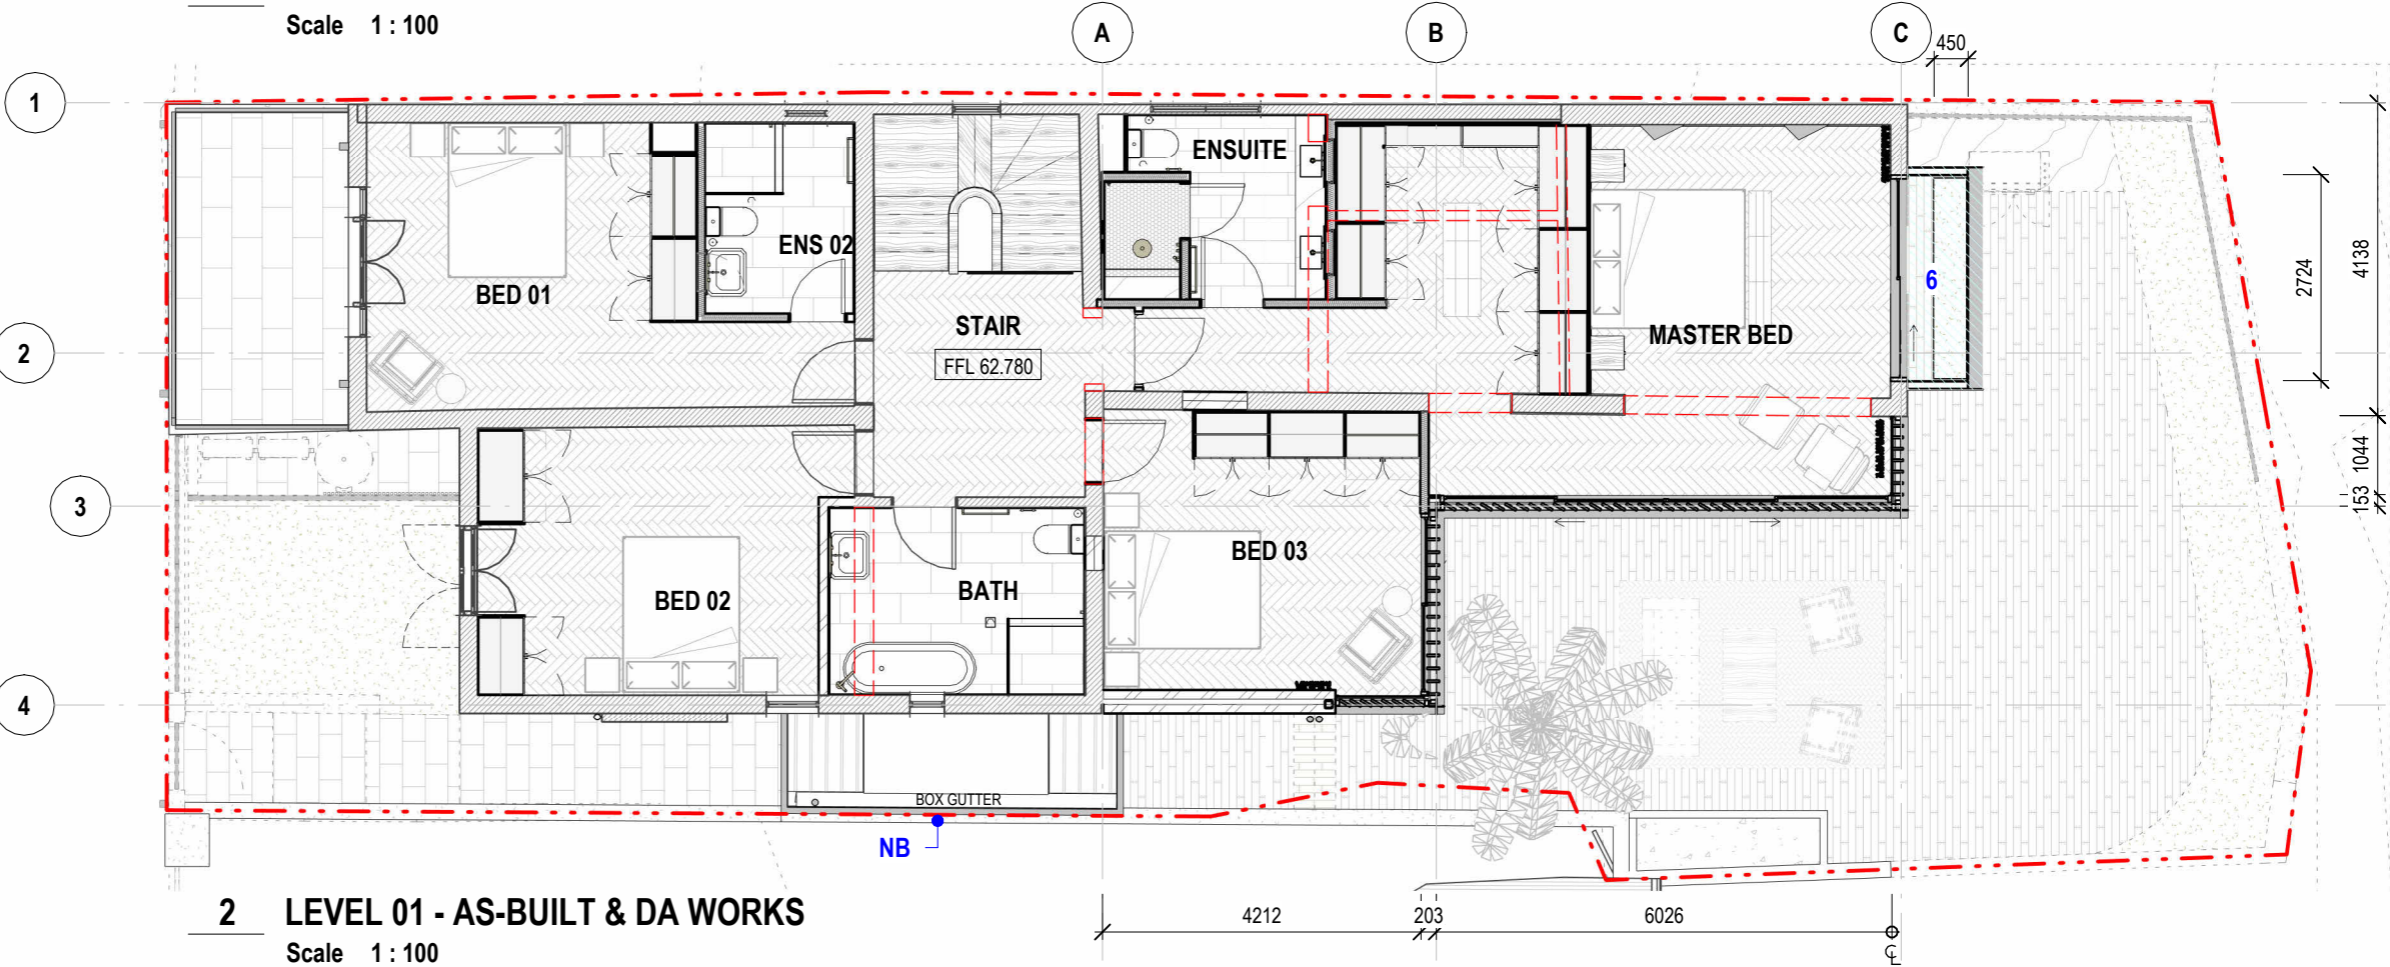 Scale 1 : 100
A
B
C
450
1
ENSUITE
ENS 02
BED 01
4138
2724
6
STAIR
MASTER BED
FFL 62.780
2
1044
153
3
BED 03
BATH
BED 02
4
BOX GUTTER
NB
2 LEVEL 01 - AS-BUILT & DA WORKS
4212
203
6026
Scale 1 : 100
℄